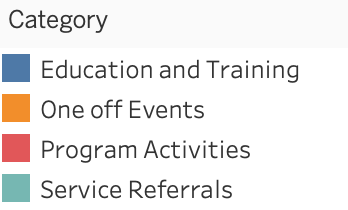 Category
Education and Training
One off Events
Program Activities
Service Referrals